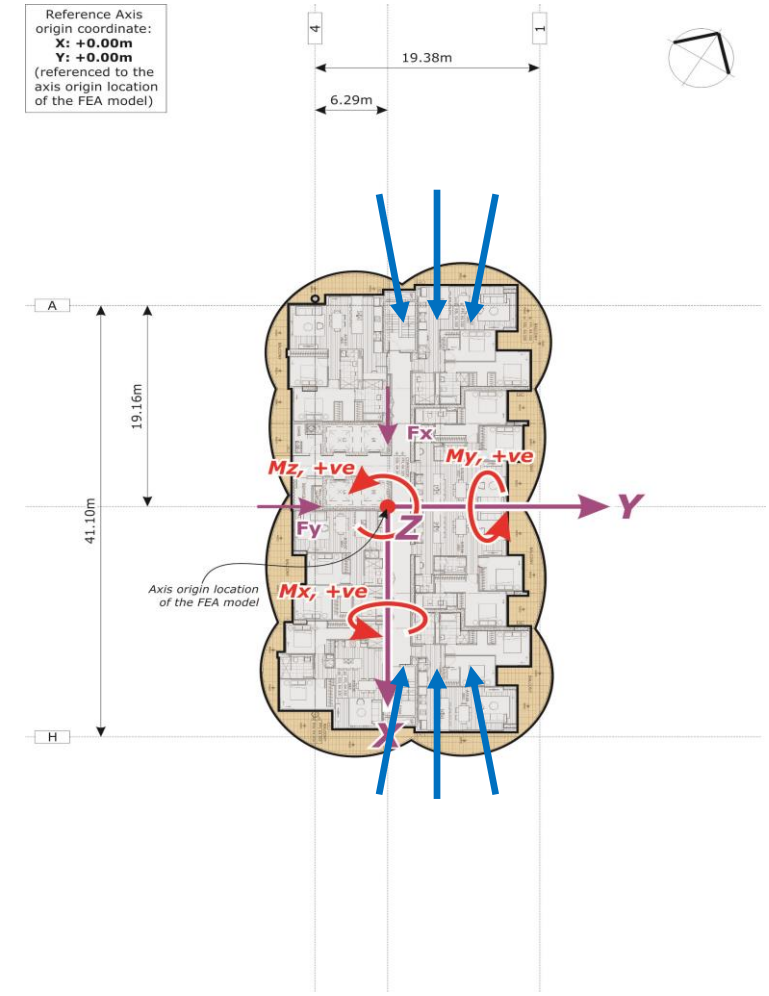 Reference Axis
origin coordinate:
X: +0.00m
Y: +0.00m
(referenced to the
axis origin location
of the FEA model)
4
1
19.38m
6.29m
A
19.16m
Fx
Mz, +ve
My, +ve
Y
Fy
Z
41.10m
Axis origin location
of the FEA model
Mx, +ve
X
H